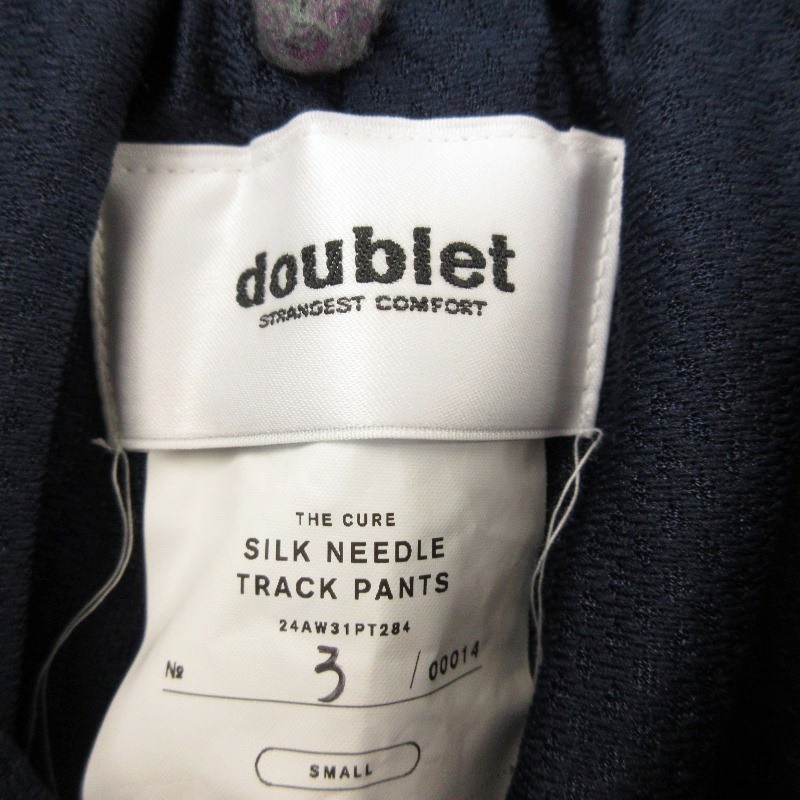 doublet
STRANGEST COMFORT
THE CURE
SILK NEEDLE
TRACK PANTS
24AW31PT284
№ 3 / 00014
SMALL